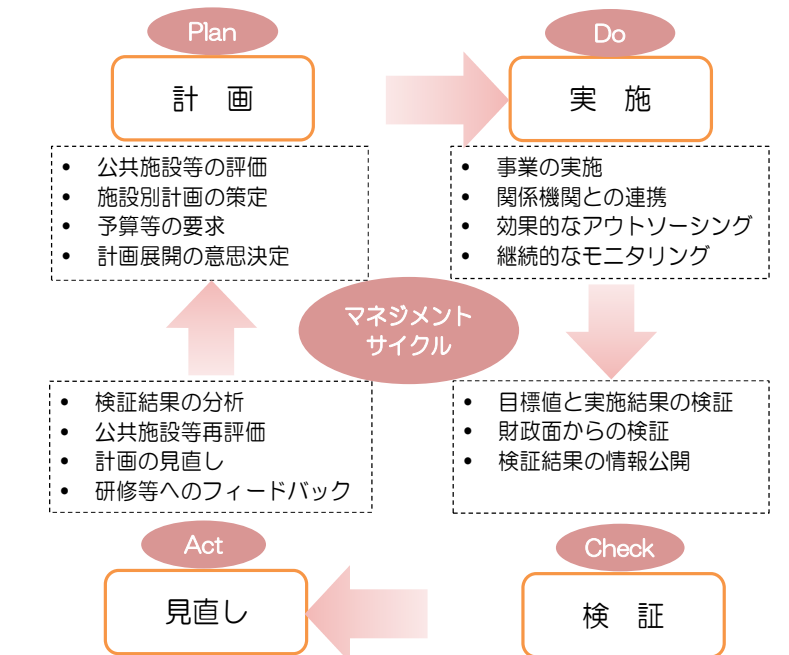 Plan
計　画
• 公共施設等の評価
• 施設別計画の策定
• 予算等の要求
• 計画展開の意思決定
Do
実　施
• 事業の実施
• 関係機関との連携
• 効果的なアウトソーシング
• 継続的なモニタリング
マネジメント
サイクル
• 検証結果の分析
• 公共施設等再評価
• 計画の見直し
• 研修等へのフィードバック
Act
見直し
• 目標値と実施結果の検証
• 財政面からの検証
• 検証結果の情報公開
Check
検　証